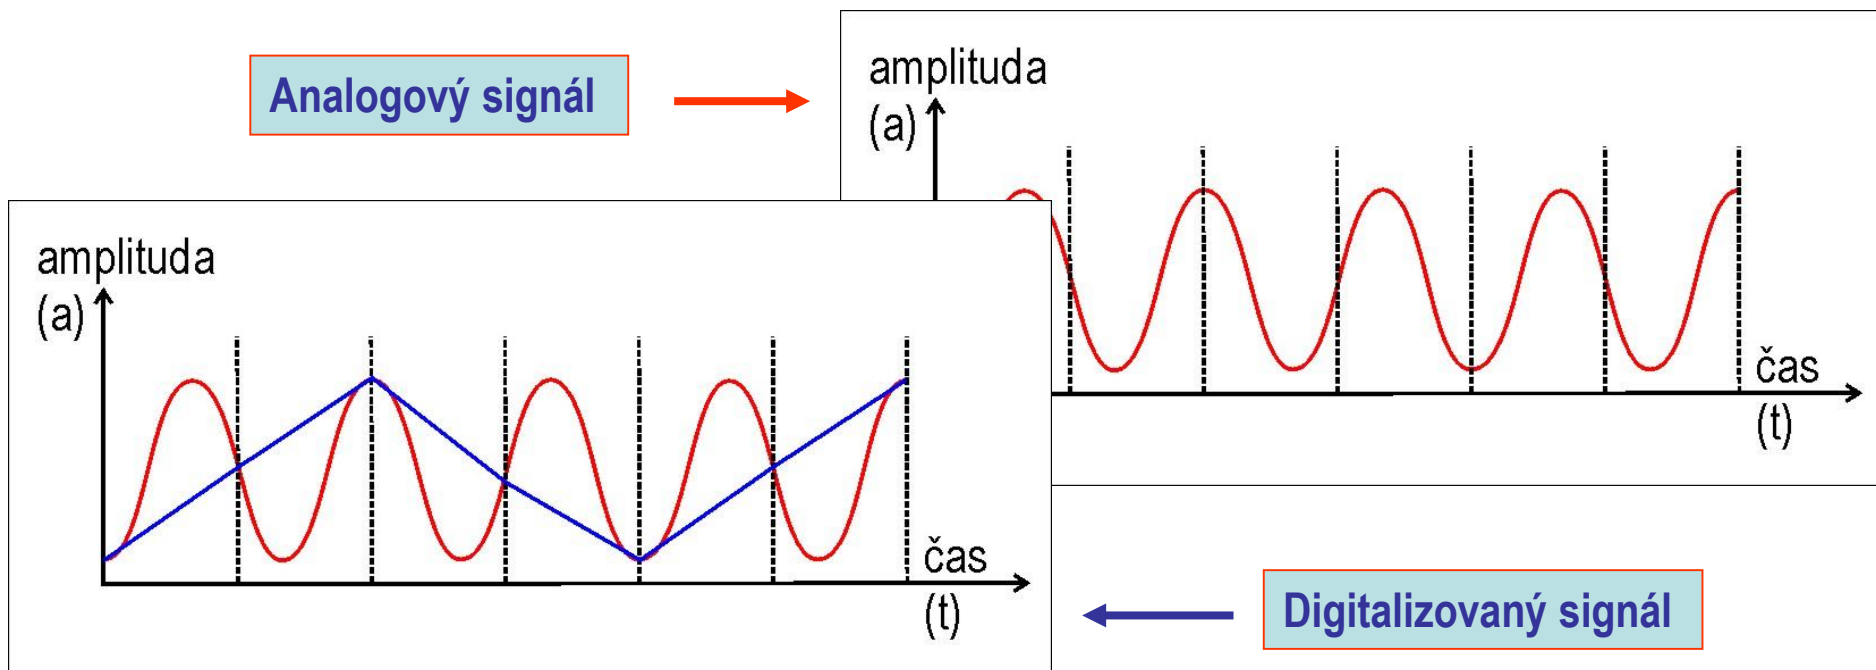 Analogový signál
amplituda
(a)
čas
(t)
amplituda
(a)
čas
(t)
Digitalizovaný signál